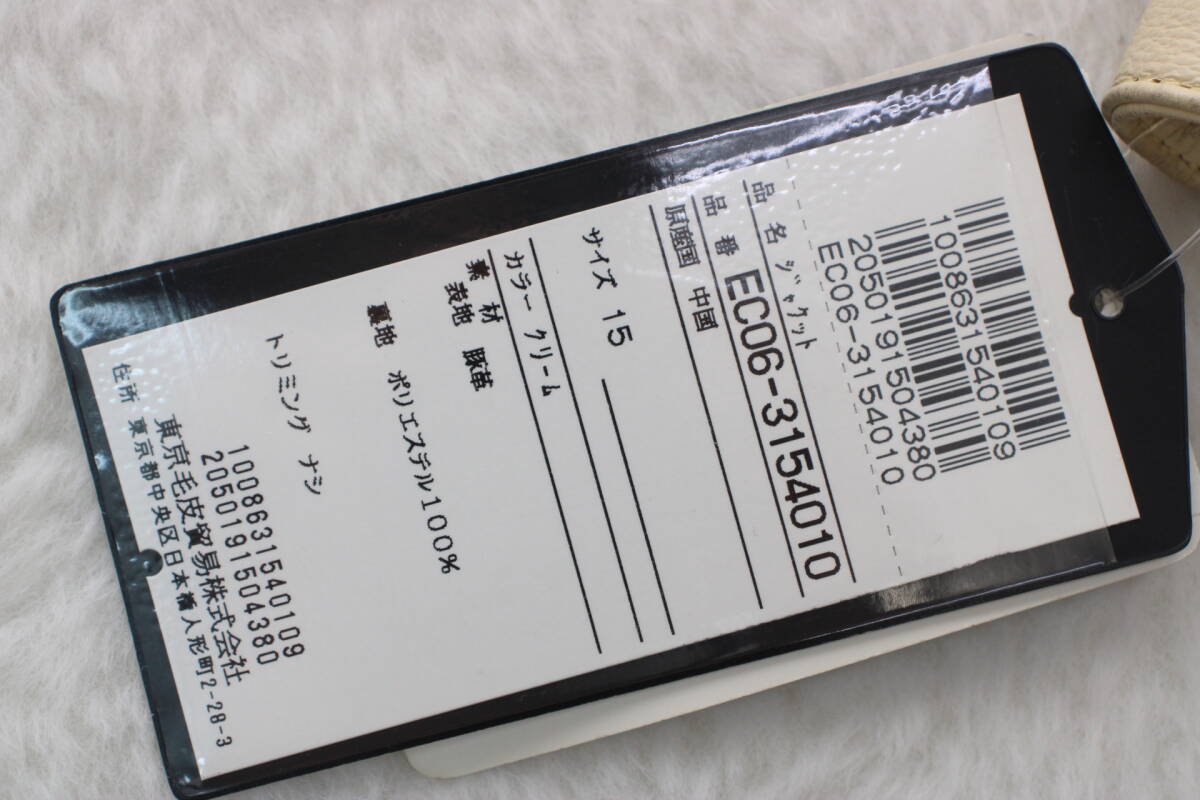 1008631540109
2050191504380
EC06-3154010
品 名 ジャケット
品 番 EC06-3154010
原産国 中国
サイズ 15
カラー クリーム
素 材
表地 豚革
裏地 ポリエステル100%
トリミング ナシ
1008631540109
2050191504380
東京毛皮貿易株式会社
住所 東京都中央区日本橋人形町2-28-3